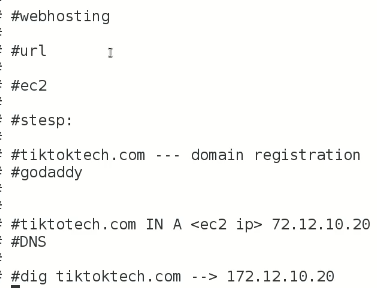 # #webhosting
#
# #url
#
# #ec2
#
# #stesp:
#
# #tiktoktech.com --- domain registration
# #godaddy
#
#
# #tiktotech.com IN A <ec2 ip> 72.12.10.20
# #DNS
#
# #dig tiktoktech.com --> 172.12.10.20